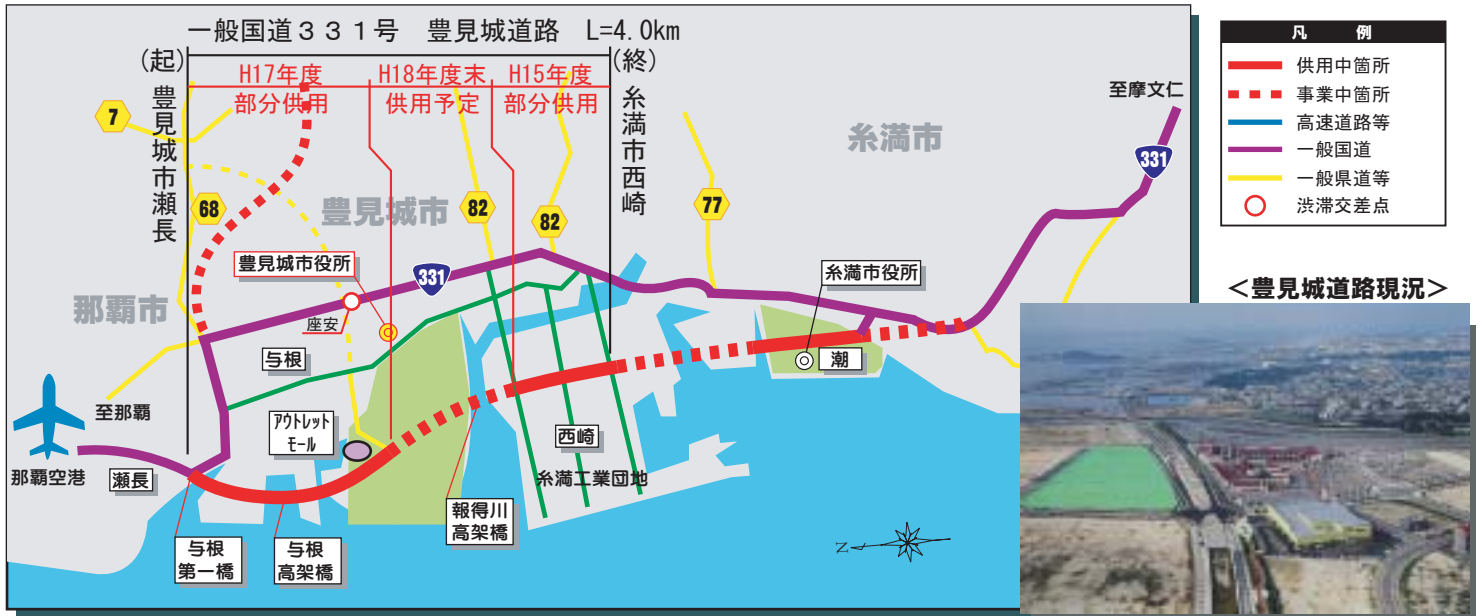 一般国道３３１号　豊見城道路　L=4.0km
(起)
(終)
H17年度
部分供用
H18年度末
供用予定
H15年度
部分供用
豊見城市瀬長
糸満市西崎
7
68
82
82
77
331
331
至摩文仁
糸満市
豊見城市
那覇市
豊見城市役所
糸満市役所
座安
与根
潮
至那覇
アウトレット
モール
西崎
糸満工業団地
那覇空港
瀬長
報得川
高架橋
与根
第一橋
与根
高架橋
Z
凡　例
供用中箇所
事業中箇所
高速道路等
一般国道
一般県道等
渋滞交差点
＜豊見城道路現況＞